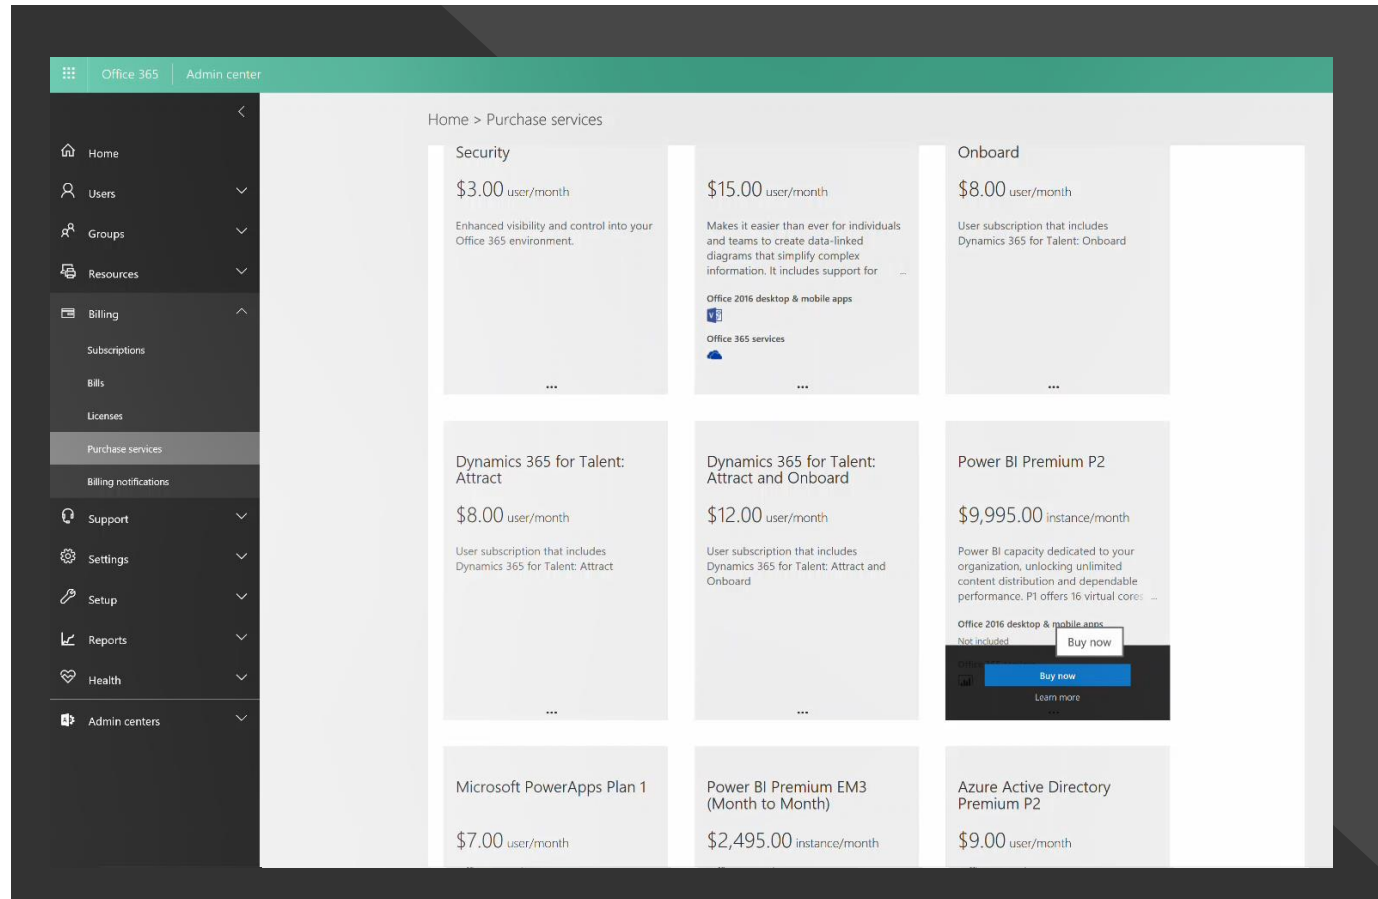 Office 365
Admin center
Home > Purchase services
Home
Users
Groups
Resources
Billing
Subscriptions
Bills
Licenses
Purchase services
Billing notifications
Support
Settings
Setup
Reports
Health
Admin centers
Security
$3.00 user/month
Enhanced visibility and control into your
Office 365 environment.
...
$15.00 user/month
Makes it easier than ever for individuals
and teams to create data-linked
diagrams that simplify complex
information. It includes support for ...
Office 2016 desktop & mobile apps
Office 365 services
...
Onboard
$8.00 user/month
User subscription that includes
Dynamics 365 for Talent: Onboard
...
Dynamics 365 for Talent:
Attract
$8.00 user/month
User subscription that includes
Dynamics 365 for Talent: Attract
...
Dynamics 365 for Talent:
Attract and Onboard
$12.00 user/month
User subscription that includes
Dynamics 365 for Talent: Attract and
Onboard
...
Power BI Premium P2
$9,995.00 instance/month
Power BI capacity dedicated to your
organization, unlocking unlimited
content distribution and dependable
performance. P1 offers 16 virtual cores ...
Office 2016 desktop & mobile apps
Not included
Buy now
Buy now
Learn more
Microsoft PowerApps Plan 1
$7.00 user/month
Power BI Premium EM3
(Month to Month)
$2,495.00 instance/month
Azure Active Directory
Premium P2
$9.00 user/month